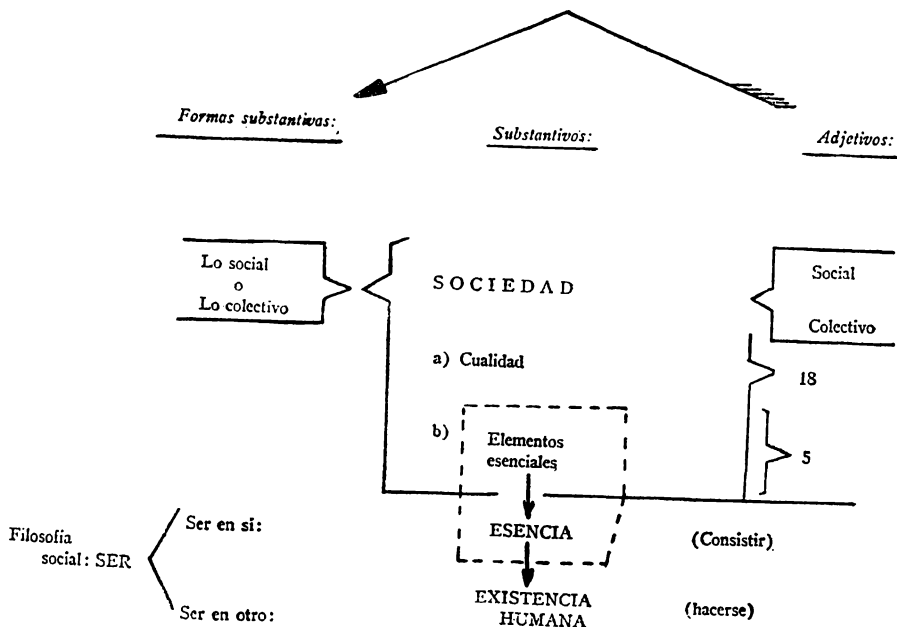 Formas substantivas:
Substantivos:
Adjetivos:
Lo social
o
Lo colectivo
SOCIEDAD
Social
Colectivo
a) Cualidad
18
b)
Elementos
esenciales
5
Filosofía
social: SER
Ser en si:
ESENCIA
(Consistir)
Ser en otro:
EXISTENCIA
HUMANA
(hacerse)